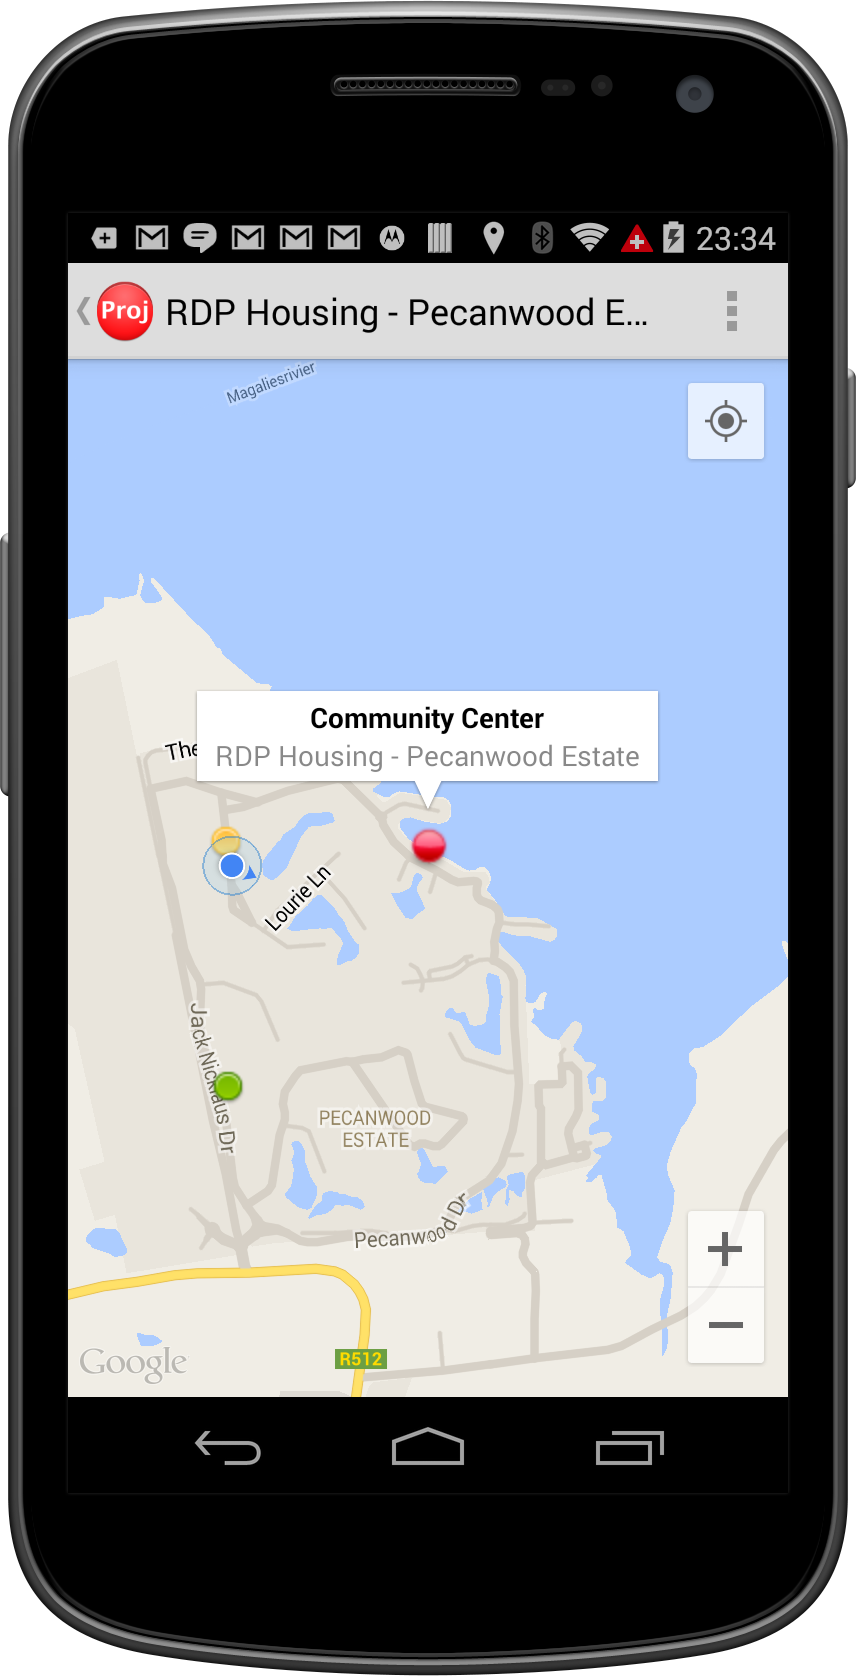 23:34
Proj
RDP Housing - Pecanwood E...
Magaliesrivier
Community Center
RDP Housing - Pecanwood Estate
The
Lourie Ln
Jack Nicklaus Dr
PECANWOOD
ESTATE
Pecanwood Dr
R512
Google